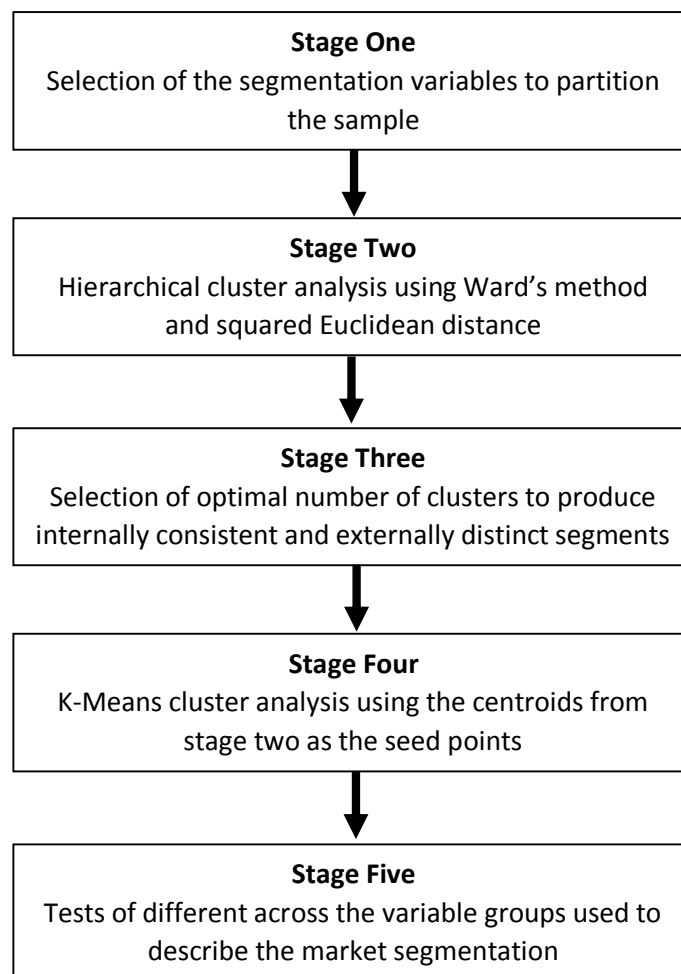 Stage One
Selection of the segmentation variables to partition
the sample
Stage Two
Hierarchical cluster analysis using Ward’s method
and squared Euclidean distance
Stage Three
Selection of optimal number of clusters to produce
internally consistent and externally distinct segments
Stage Four
K-Means cluster analysis using the centroids from
stage two as the seed points
Stage Five
Tests of different across the variable groups used to
describe the market segmentation